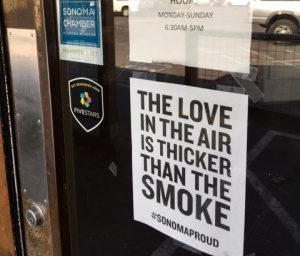 SONOMA
CHAMBER
HOURS
MONDAY-SUNDAY
6:30AM-5PM
FIVESTARS
THE LOVE
IN THE AIR
IS THICKER
THAN THE
SMOKE
#SONOMAPROUD